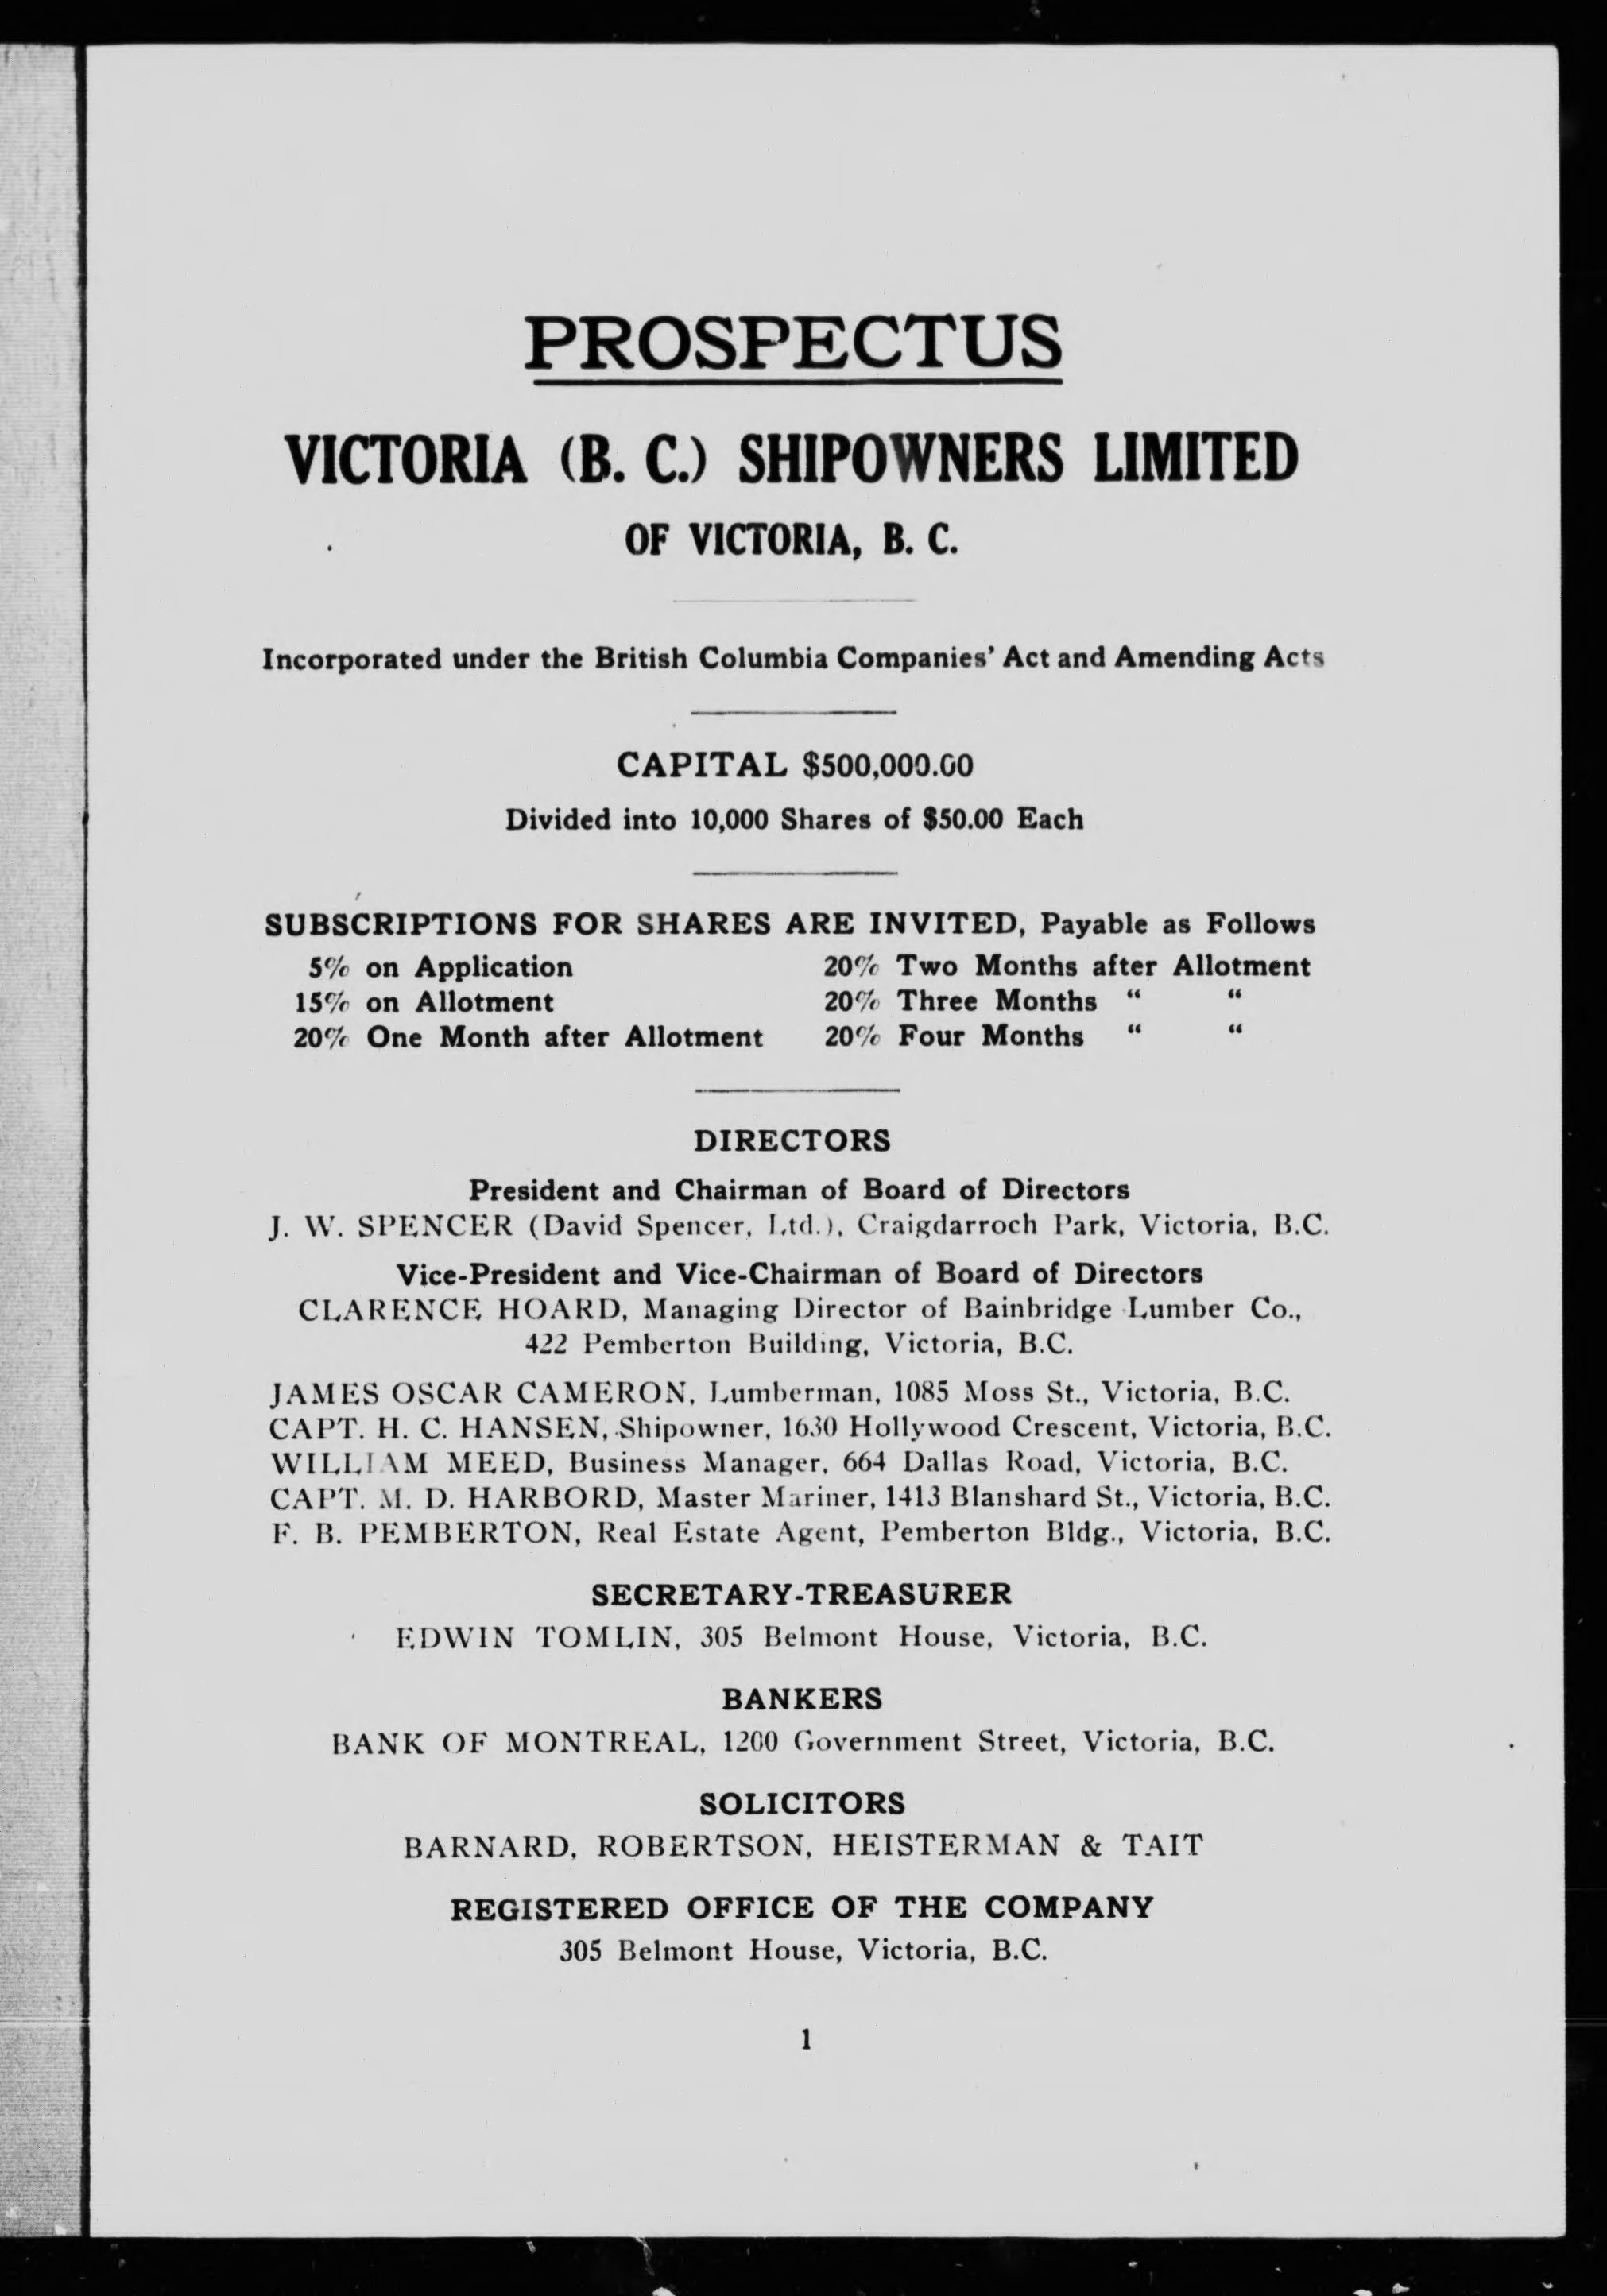 PROSPECTUS
VICTORIA (B. C.) SHIPOWNERS LIMITED
OF VICTORIA, B. C.
Incorporated under the British Columbia Companies' Act and Amending Acts
CAPITAL $500,000.00
Divided into 10,000 Shares of $50.00 Each
SUBSCRIPTIONS FOR SHARES ARE INVITED, Payable as Follows
5% on Application
15% on Allotment
20% One Month after Allotment
20% Two Months after Allotment
20% Three Months “ “
20% Four Months “ “
DIRECTORS
President and Chairman of Board of Directors
J. W. SPENCER (David Spencer, Ltd.), Craigdarroch Park, Victoria, B.C.
Vice-President and Vice-Chairman of Board of Directors
CLARENCE HOARD, Managing Director of Bainbridge Lumber Co.,
422 Pemberton Building, Victoria, B.C.
JAMES OSCAR CAMERON, Lumberman, 1085 Moss St., Victoria, B.C.
CAPT. H. C. HANSEN, Shipowner, 1630 Hollywood Crescent, Victoria, B.C.
WILLIAM MEED, Business Manager, 664 Dallas Road, Victoria, B.C.
CAPT. M. D. HARBORD, Master Mariner, 1413 Blanshard St., Victoria, B.C.
F. B. PEMBERTON, Real Estate Agent, Pemberton Bldg., Victoria, B.C.
SECRETARY-TREASURER
EDWIN TOMLIN, 305 Belmont House, Victoria, B.C.
BANKERS
BANK OF MONTREAL, 1200 Government Street, Victoria, B.C.
SOLICITORS
BARNARD, ROBERTSON, HEISTERMAN & TAIT
REGISTERED OFFICE OF THE COMPANY
305 Belmont House, Victoria, B.C.
1